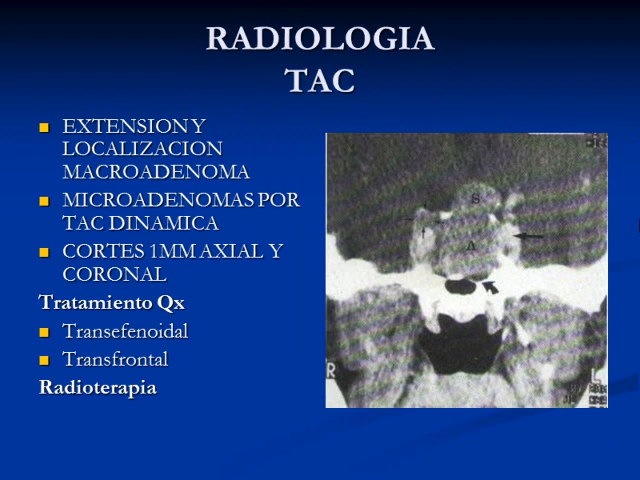 RADIOLOGIA
TAC
EXTENSION Y
LOCALIZACION
MACROADENOMA
MICROADENOMAS POR
TAC DINAMICA
CORTES 1MM AXIAL Y
CORONAL
Tratamiento Qx
Transefenoidal
Transfrontal
Radioterapia
S
A
R
L